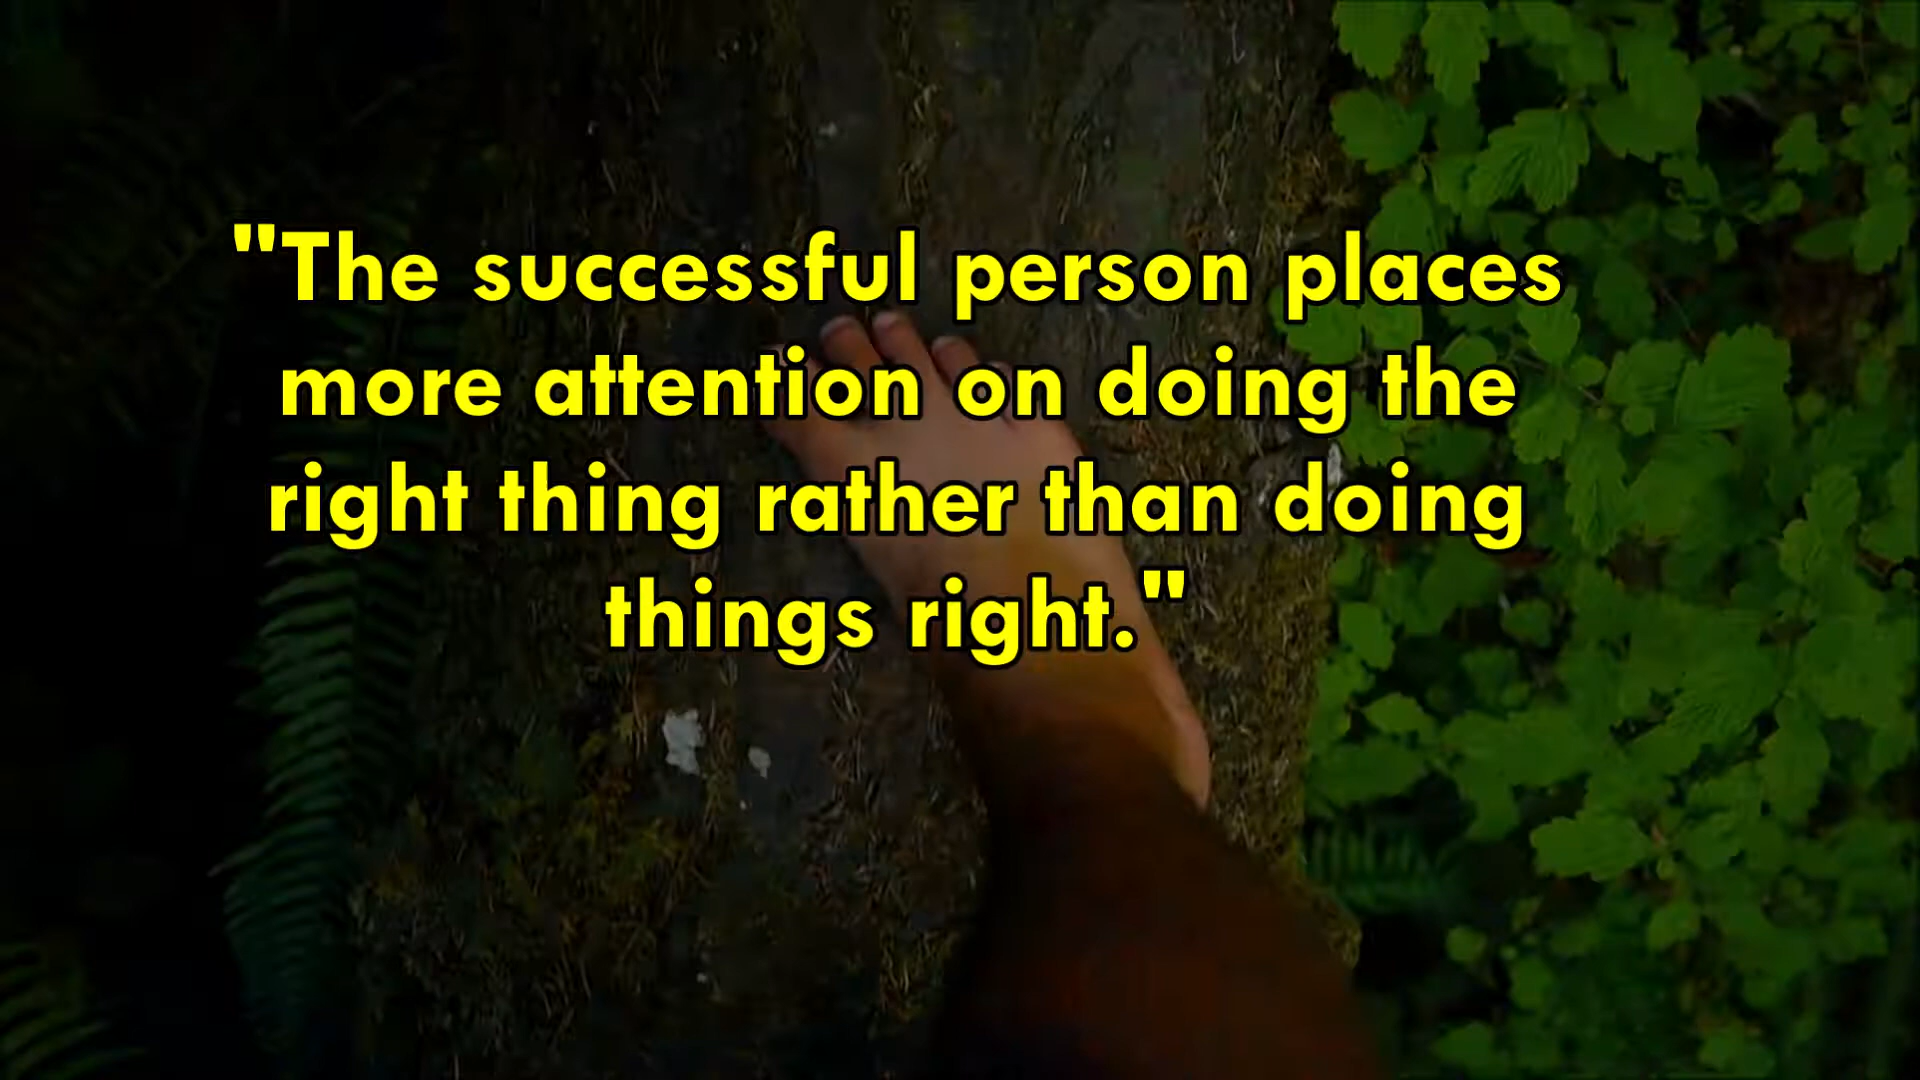 "The successful person places
more attention on doing the
right thing rather than doing
things right."